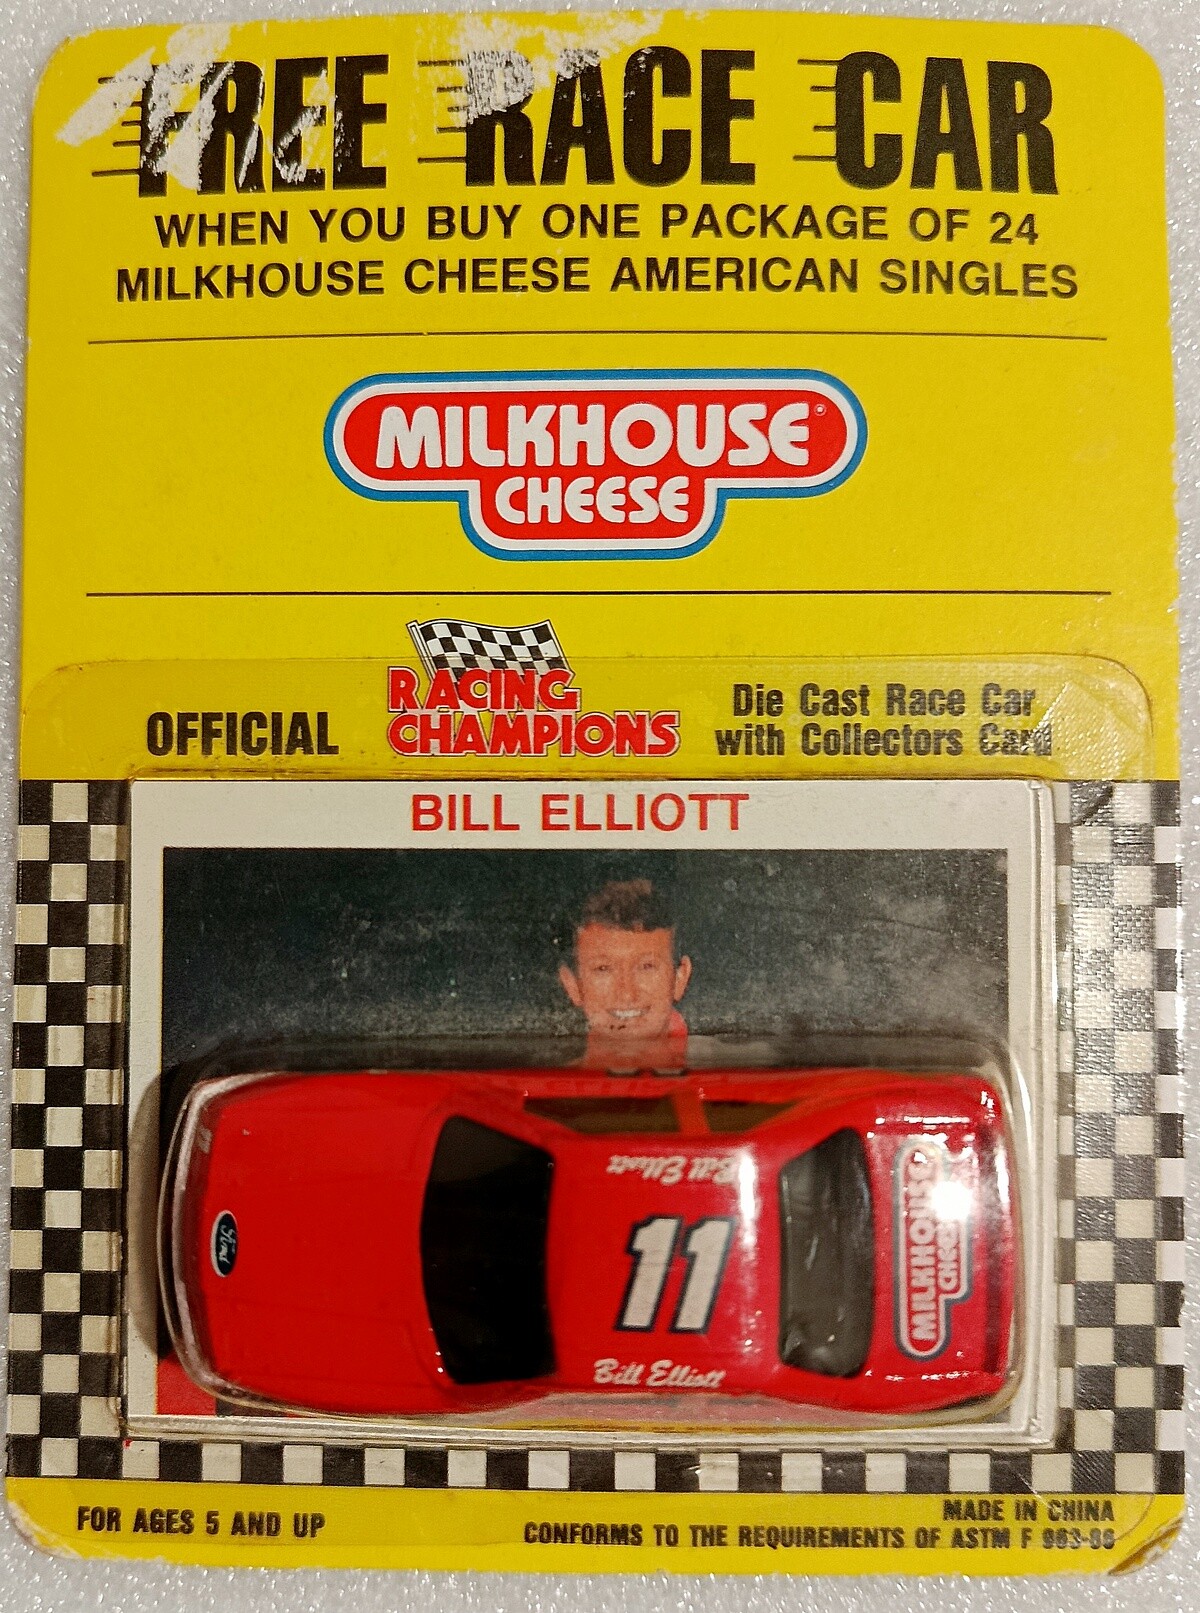 FREE RACE CAR
WHEN YOU BUY ONE PACKAGE OF 24
MILKHOUSE CHEESE AMERICAN SINGLES
MILKHOUSE®
CHEESE
OFFICIAL
RACING
CHAMPIONS
Die Cast Race Car
with Collectors Card
BILL ELLIOTT
Bill Elliott
11
Bill Elliott
Ford
MILKHOUSE
CHEESE
FOR AGES 5 AND UP
MADE IN CHINA
CONFORMS TO THE REQUIREMENTS OF ASTM F